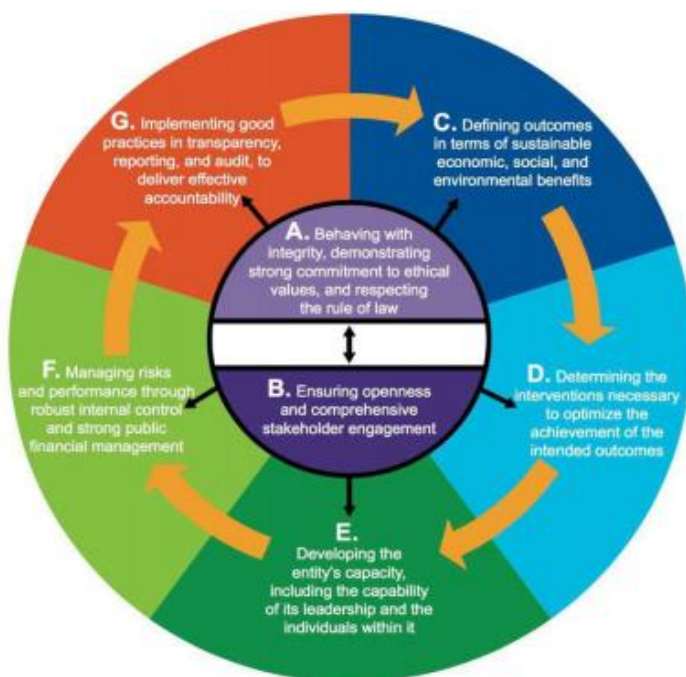 G. Implementing good
practices in transparency,
reporting, and audit, to
deliver effective
accountability
C. Defining outcomes
in terms of sustainable
economic, social, and
environmental benefits
A. Behaving with
integrity, demonstrating
strong commitment to ethical
values, and respecting
the rule of law
B. Ensuring openness
and comprehensive
stakeholder engagement
D. Determining the
interventions necessary
to optimize the
achievement of the
intended outcomes
E.
Developing the
entity's capacity,
including the capability
of its leadership and the
individuals within it
F. Managing risks
and performance through
robust internal control
and strong public
financial management